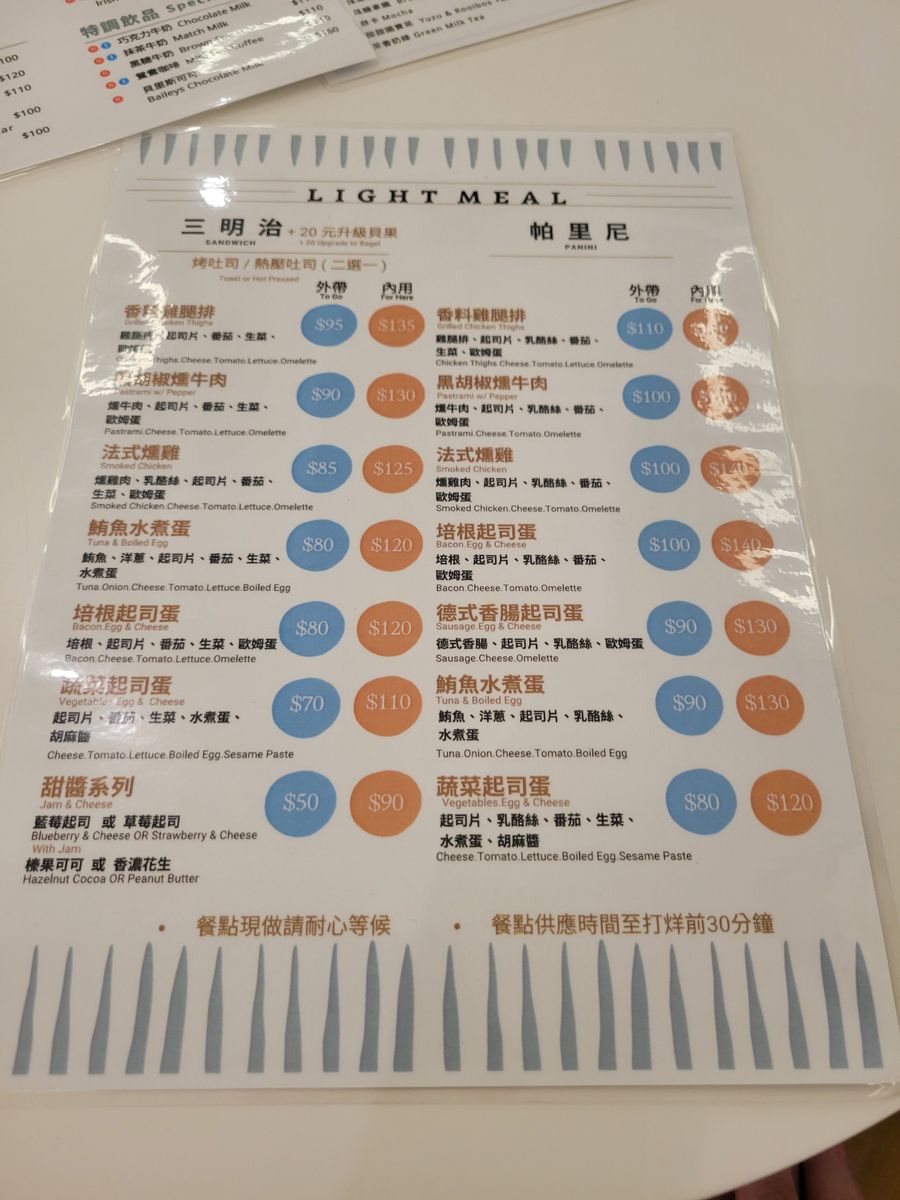 特調飲品 Spec
巧克力牛奶 Chocolate Milk
抹茶牛奶 Match Milk
黑糖牛奶 Brown
鴛鴦咖啡 Coffee
貝里斯可可
Baileys Chocolate Milk
$110
$150
$120
$110
$100
$100
Mocha
Yuzu & Rooibos
Green Milk Tea
LIGHT MEAL
三明治 + 20 元升級貝果
SANDWICH + 20 Upgrade to Bagel
烤吐司 / 熱壓吐司 ( 二選一 )
Toast or Hot Pressed
外帶 內用
To Go For Here
香料雞腿排 $95 $135
Chicken Thighs
雞腿排、起司片、番茄、生菜、
歐姆蛋
Thighs.Cheese.Tomato.Lettuce.Omelette
黑胡椒燻牛肉 $90 $130
Pastrami w/ Pepper
燻牛肉、起司片、番茄、生菜、
歐姆蛋
Pastrami.Cheese.Tomato.Lettuce.Omelette
法式燻雞 $85 $125
Smoked Chicken
燻雞肉、乳酪絲、起司片、番茄、
生菜、歐姆蛋
Smoked Chicken.Cheese.Tomato.Lettuce.Omelette
鮪魚水煮蛋 $80 $120
Tuna & Boiled Egg
鮪魚、洋蔥、起司片、番茄、生菜、
水煮蛋
Tuna.Onion.Cheese.Tomato.Lettuce.Boiled Egg
培根起司蛋 $80 $120
Bacon.Egg & Cheese
培根、起司片、番茄、生菜、歐姆蛋
Bacon.Cheese.Tomato.Lettuce.Omelette
蔬菜起司蛋 $70 $110
Vegetables.Egg & Cheese
起司片、番茄、生菜、水煮蛋、
胡麻醬
Cheese.Tomato.Lettuce.Boiled Egg.Sesame Paste
甜醬系列 $50 $90
Jam & Cheese
藍莓起司 或 草莓起司
Blueberry & Cheese OR Strawberry & Cheese
With Jam
榛果可可 或 香濃花生
Hazelnut Cocoa OR Peanut Butter
帕里尼
PANINI
外帶 內用
To Go For Here
香料雞腿排 $110
Grilled Chicken Thighs
雞腿排、起司片、乳酪絲、番茄、
生菜、歐姆蛋
Chicken Thighs.Cheese.Tomato.Lettuce.Omelette
黑胡椒燻牛肉 $100
Pastrami w/ Pepper
燻牛肉、起司片、乳酪絲、番茄、
歐姆蛋
Pastrami.Cheese.Tomato.Omelette
法式燻雞 $100 $140
Smoked Chicken
燻雞肉、起司片、乳酪絲、番茄、
歐姆蛋
Smoked Chicken.Cheese.Tomato.Omelette
培根起司蛋 $100 $140
Bacon.Egg & Cheese
培根、起司片、乳酪絲、番茄、
歐姆蛋
Bacon.Cheese.Tomato.Omelette
德式香腸起司蛋 $90 $130
Sausage.Egg & Cheese
德式香腸、起司片、乳酪絲、歐姆蛋
Sausage.Cheese.Omelette
鮪魚水煮蛋 $90 $130
Tuna & Boiled Egg
鮪魚、洋蔥、起司片、乳酪絲、
水煮蛋
Tuna.Onion.Cheese.Tomato.Boiled Egg
蔬菜起司蛋 $80 $120
Vegetables.Egg & Cheese
起司片、乳酪絲、番茄、生菜、
水煮蛋、胡麻醬
Cheese.Tomato.Lettuce.Boiled Egg.Sesame Paste
• 餐點現做請耐心等候 • 餐點供應時間至打烊前30分鐘